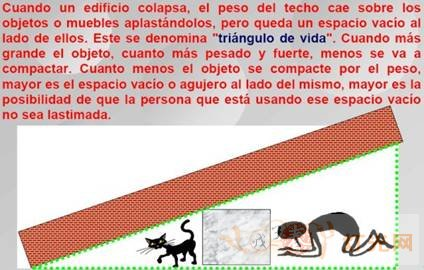 Cuando un edificio colapsa, el peso del techo cae sobre los
objetos o muebles aplastándolos, pero queda un espacio vacío al
lado de ellos. Este se denomina "triángulo de vida". Cuando más
grande el objeto, cuanto más pesado y fuerte, menos se va a
compactar. Cuanto menos el objeto se compacte por el peso,
mayor es el espacio vacío o agujero al lado del mismo, mayor es la
posibilidad de que la persona que está usando ese espacio vacío
no sea lastimada.